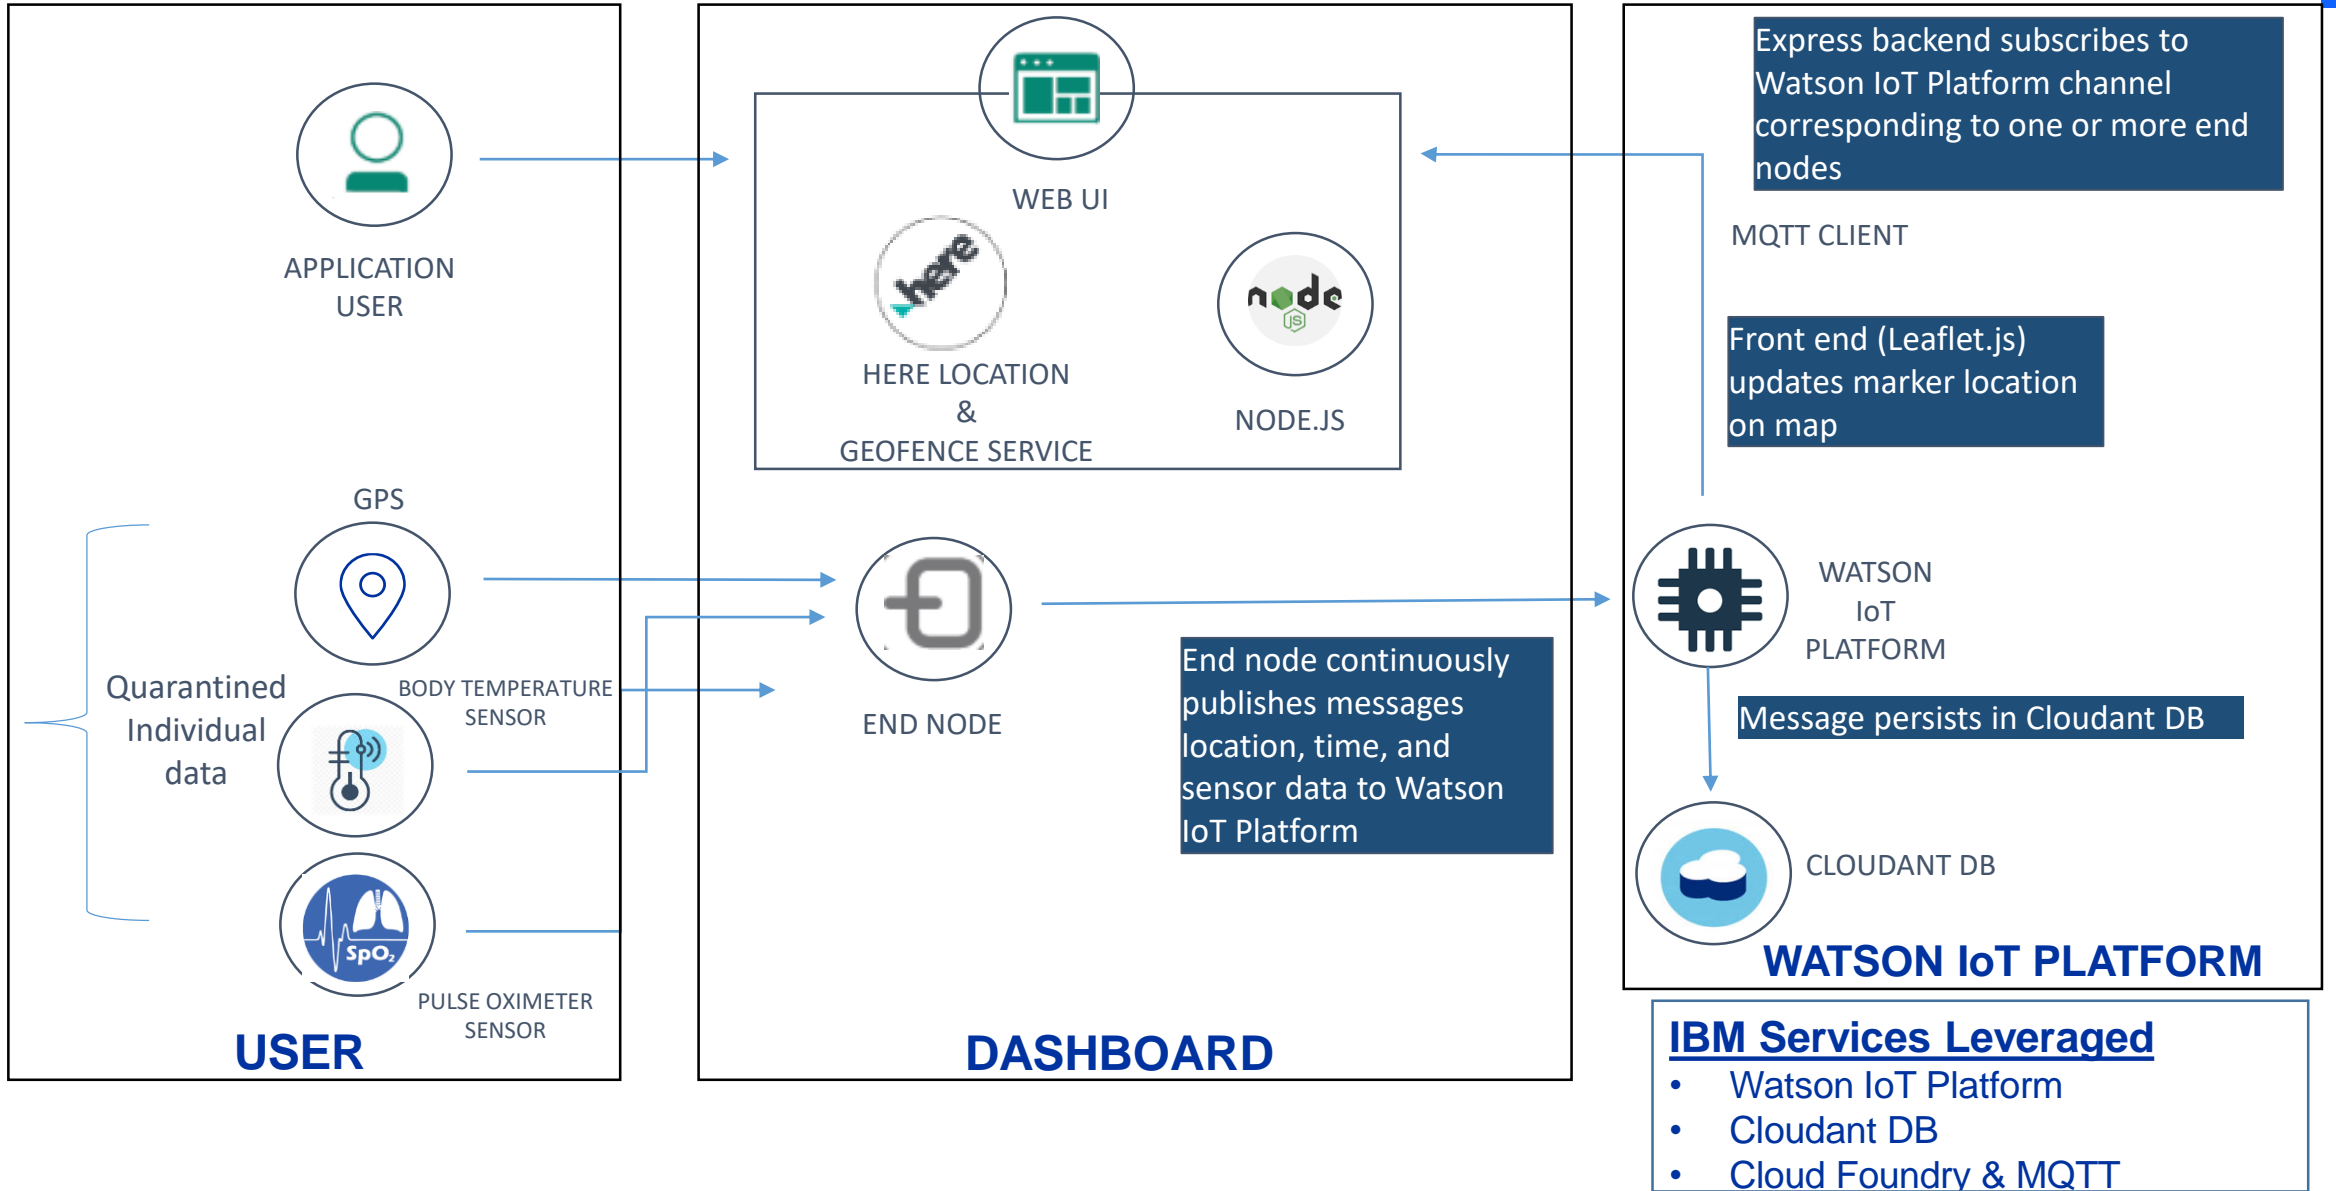 APPLICATION
USER
GPS
Quarantined
Individual
data
BODY TEMPERATURE
SENSOR
SpO₂
PULSE OXIMETER
SENSOR
USER
WEB UI
here
HERE LOCATION
&
GEOFENCE SERVICE
node
JS
NODE.JS
END NODE
End node continuously
publishes messages
location, time, and
sensor data to Watson
IoT Platform
DASHBOARD
Express backend subscribes to
Watson IoT Platform channel
corresponding to one or more end
nodes
MQTT CLIENT
Front end (Leaflet.js)
updates marker location
on map
WATSON
IoT
PLATFORM
Message persists in Cloudant DB
CLOUDANT DB
WATSON IoT PLATFORM
IBM Services Leveraged
• Watson IoT Platform
• Cloudant DB
• Cloud Foundry & MQTT